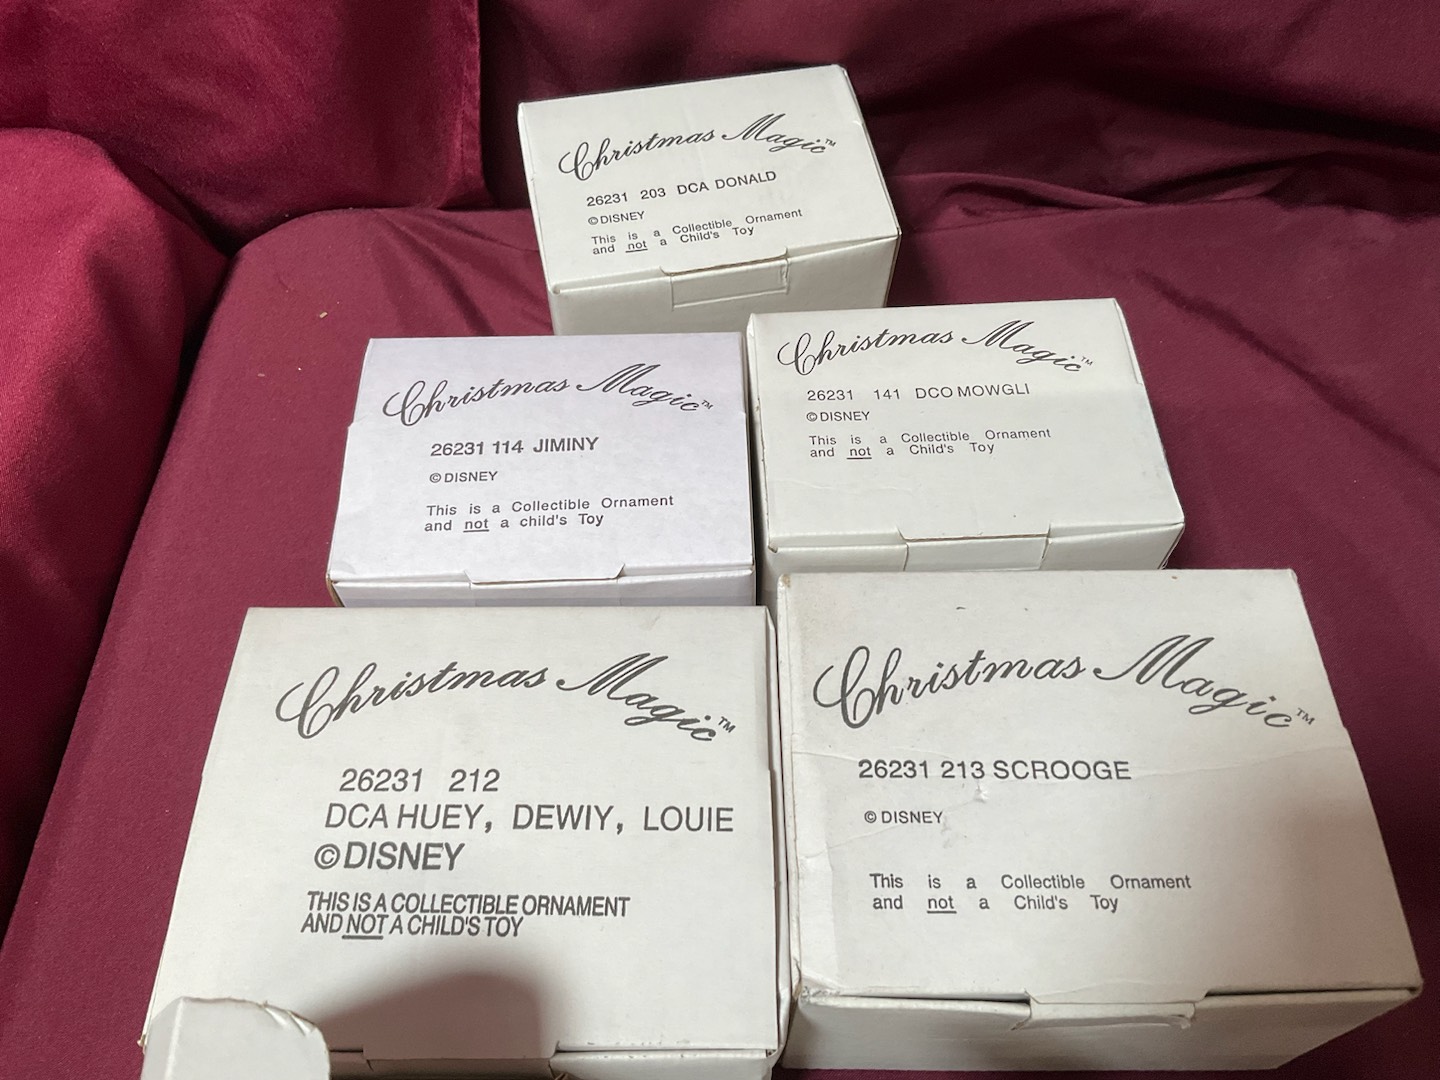 Christmas Magic™
26231 203 DCA DONALD
©DISNEY
This is a Collectible Ornament
and not a Child's Toy
Christmas Magic™
26231 114 JIMINY
©DISNEY
This is a Collectible Ornament
and not a child's Toy
Christmas Magic™
26231 141 DCO MOWGLI
©DISNEY
This is a Collectible Ornament
and not a Child's Toy
Christmas Magic™
26231 212
DCA HUEY, DEWIY, LOUIE
©DISNEY
THIS IS A COLLECTIBLE ORNAMENT
AND NOT A CHILD'S TOY
Christmas Magic™
26231 213 SCROOGE
©DISNEY
This is a Collectible Ornament
and not a Child's Toy